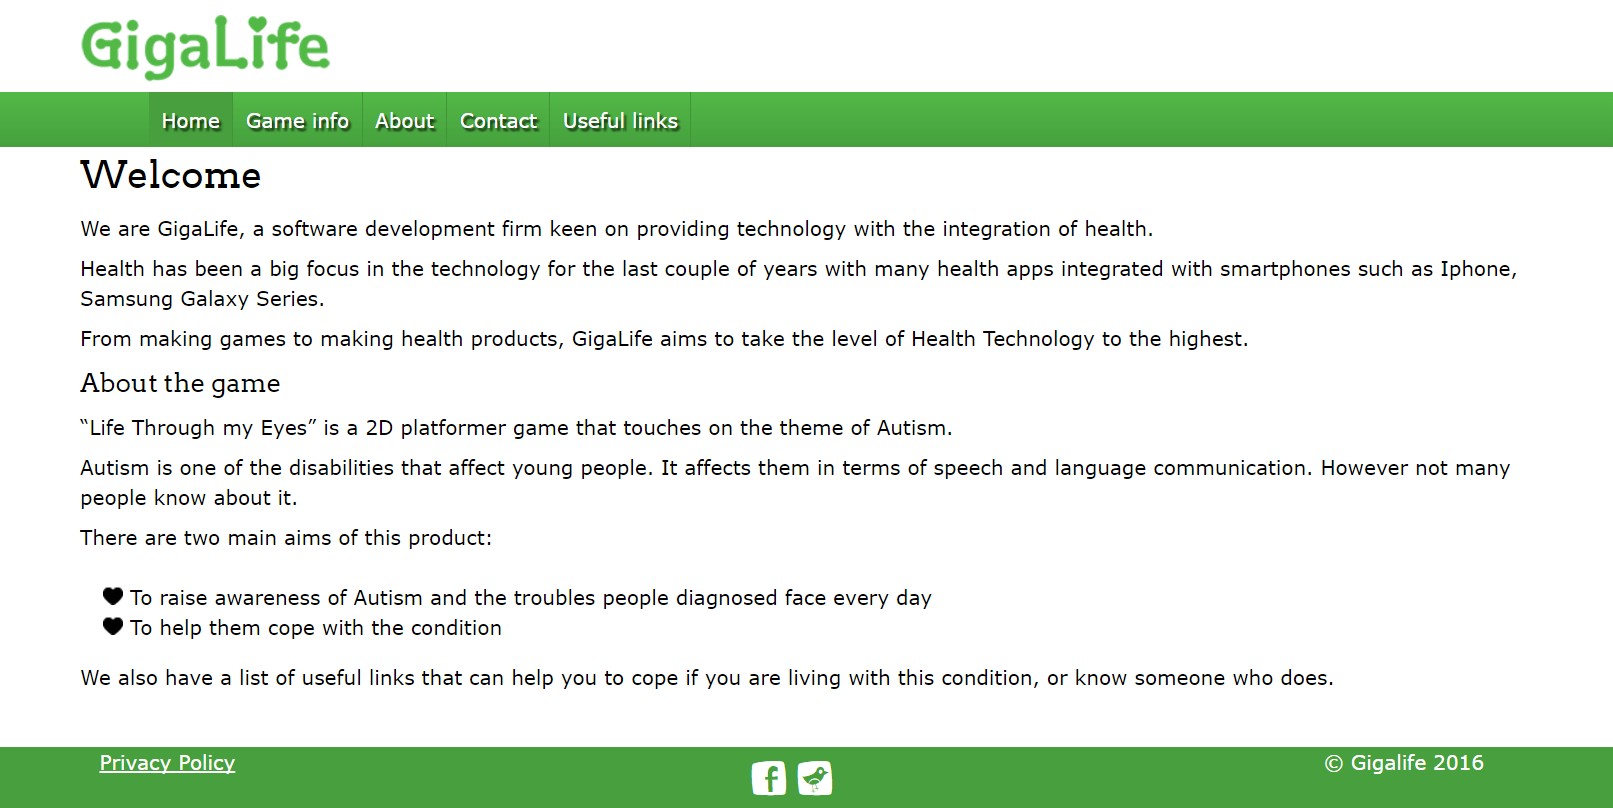 GigaLife
Home Game info About Contact Useful links
Welcome
We are GigaLife, a software development firm keen on providing technology with the integration of health.
Health has been a big focus in the technology for the last couple of years with many health apps integrated with smartphones such as Iphone,
Samsung Galaxy Series.
From making games to making health products, GigaLife aims to take the level of Health Technology to the highest.
About the game
“Life Through my Eyes” is a 2D platformer game that touches on the theme of Autism.
Autism is one of the disabilities that affect young people. It affects them in terms of speech and language communication. However not many
people know about it.
There are two main aims of this product:
To raise awareness of Autism and the troubles people diagnosed face every day
To help them cope with the condition
We also have a list of useful links that can help you to cope if you are living with this condition, or know someone who does.
Privacy Policy f © Gigalife 2016